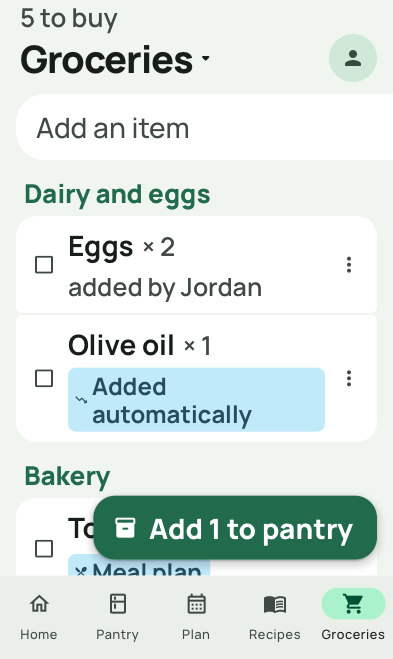 5 to buy
Groceries
Add an item
Dairy and eggs
Eggs × 2
added by Jordan
Olive oil × 1
Added
automatically
Bakery
Add 1 to pantry
Meal plan
Home Pantry Plan Recipes Groceries